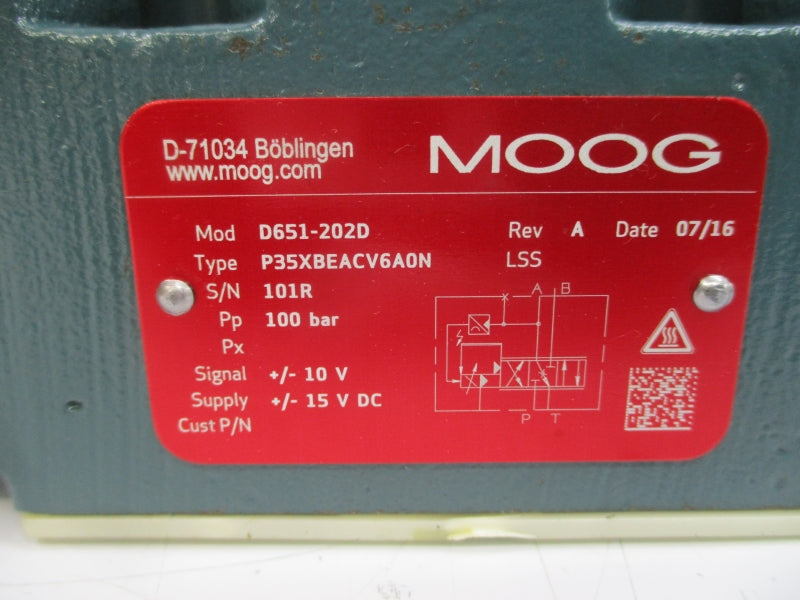 D-71034 Böblingen
www.moog.com
MOOG
Mod D651-202D Rev A Date 07/16
Type P35XBEACV6A0N LSS
S/N 101R
Pp 100 bar
Px
Signal +/- 10 V
Supply +/- 15 V DC
Cust P/N
X A B
P T